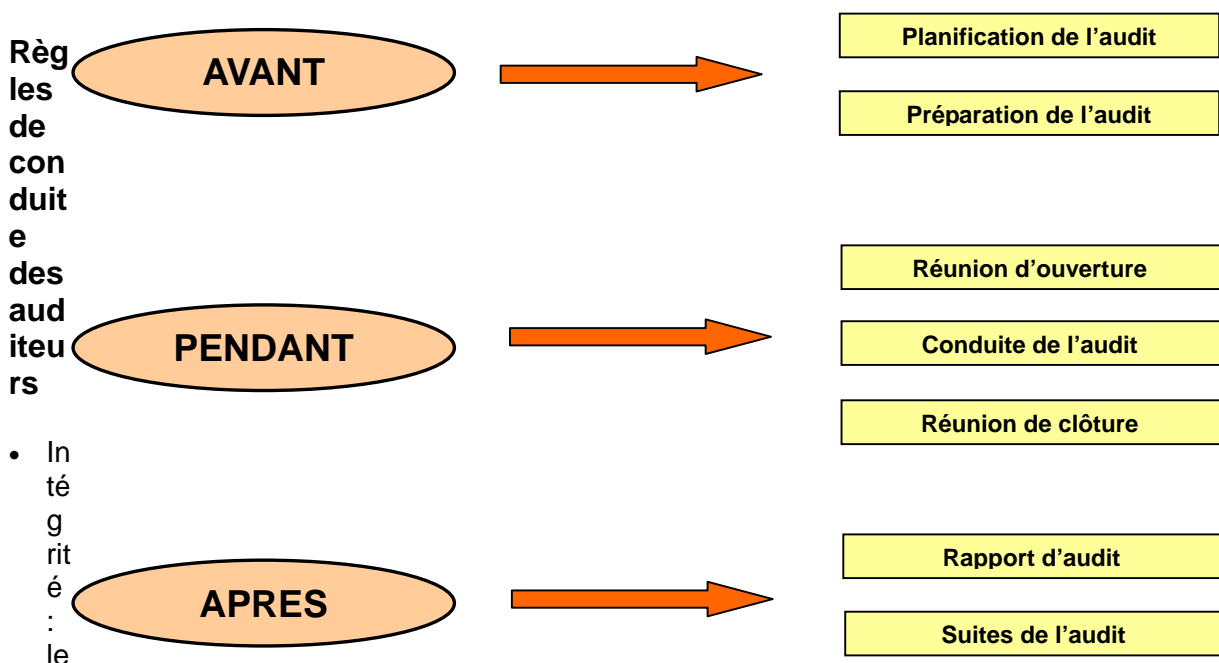 Règ
les
de
con
duit
e
des
aud
iteu
rs
• In
té
g
rit
é
:
le
AVANT
Planification de l’audit
Préparation de l’audit
PENDANT
Réunion d’ouverture
Conduite de l’audit
Réunion de clôture
APRES
Rapport d’audit
Suites de l’audit